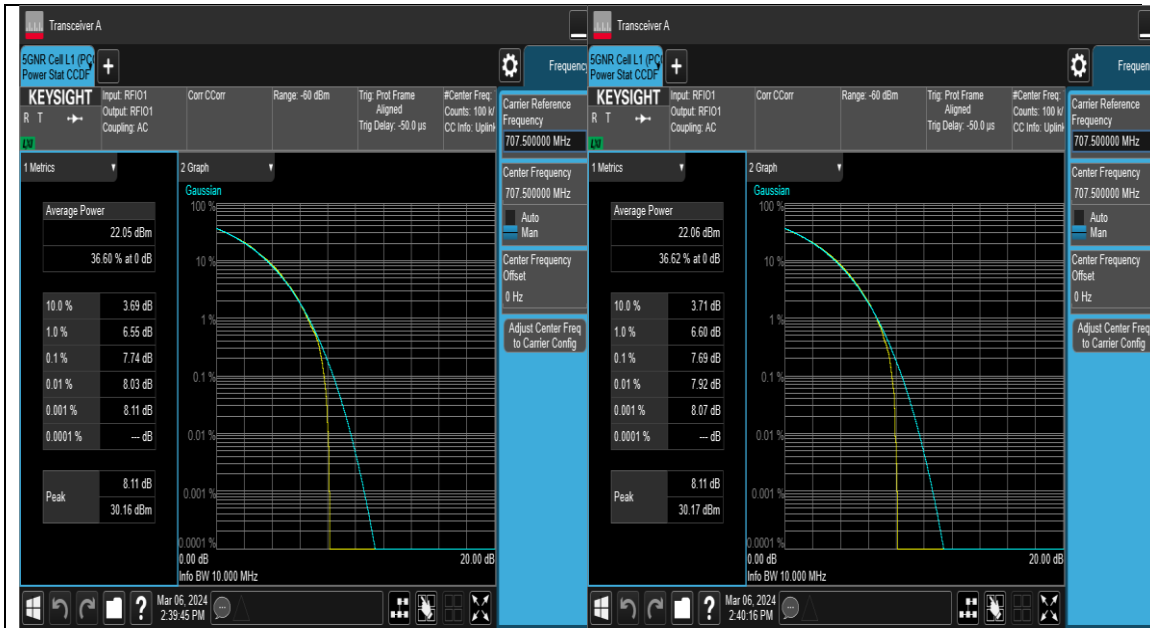 Transceiver A
5GNR Cell L1 (PC
Power Stat CCDF
Frequency
KEYSIGHT
R T
LXI
Input: RFIO1
Output: RFIO1
Coupling: AC
Corr CCorr
Range: -60 dBm
Trig: Prot Frame
Aligned
Trig Delay: -50.0 µs
#Center Freq:
Counts: 100 k/
CC Info: Uplink
Carrier Reference
Frequency
707.500000 MHz
Center Frequency
707.500000 MHz
Auto
Man
Center Frequency
Offset
0 Hz
Adjust Center Freq
to Carrier Config
1 Metrics
Average Power
22.05 dBm
36.60 % at 0 dB
10.0 % 3.69 dB
1.0 % 6.55 dB
0.1 % 7.74 dB
0.01 % 8.03 dB
0.001 % 8.11 dB
0.0001 % --- dB
Peak
8.11 dB
30.16 dBm
2 Graph
Gaussian
100 %
10 %
1 %
0.1 %
0.01 %
0.001 %
0.0001 %
0.00 dB 20.00 dB
Info BW 10.000 MHz
Mar 06, 2024
2:39:45 PM
Transceiver A
5GNR Cell L1 (PC
Power Stat CCDF
Frequen
KEYSIGHT
R T
LXI
Input: RFIO1
Output: RFIO1
Coupling: AC
Corr CCorr
Range: -60 dBm
Trig: Prot Frame
Aligned
Trig Delay: -50.0 µs
#Center Freq:
Counts: 100 k/
CC Info: Uplink
Carrier Reference
Frequency
707.500000 MHz
Center Frequency
707.500000 MHz
Auto
Man
Center Frequency
Offset
0 Hz
Adjust Center Freq
to Carrier Config
1 Metrics
Average Power
22.06 dBm
36.62 % at 0 dB
10.0 % 3.71 dB
1.0 % 6.60 dB
0.1 % 7.69 dB
0.01 % 7.92 dB
0.001 % 8.07 dB
0.0001 % --- dB
Peak
8.11 dB
30.17 dBm
2 Graph
Gaussian
100 %
10 %
1 %
0.1 %
0.01 %
0.001 %
0.0001 %
0.00 dB 20.00 dB
Info BW 10.000 MHz
Mar 06, 2024
2:40:16 PM